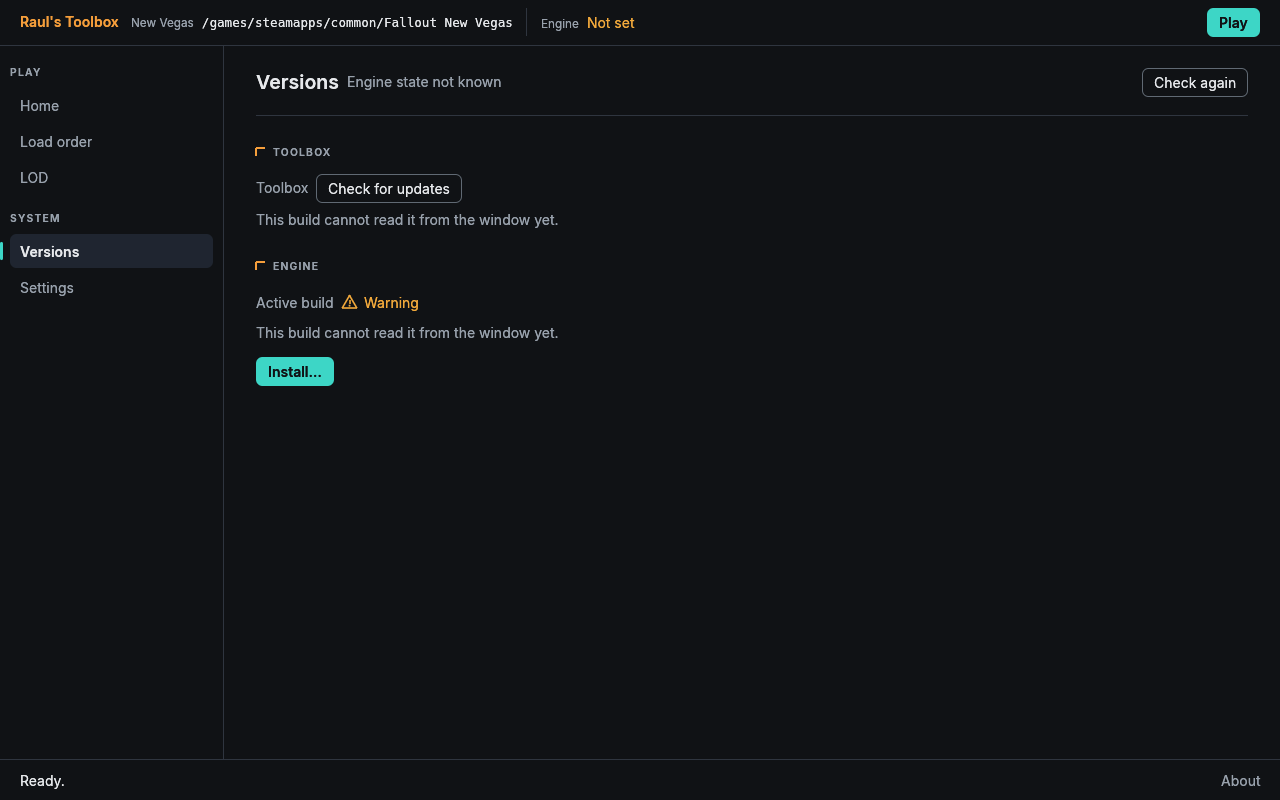 Raul's Toolbox New Vegas /games/steamapps/common/Fallout New Vegas Engine Not set Play
PLAY
Home
Load order
LOD
SYSTEM
Versions
Settings
Versions Engine state not known Check again
TOOLBOX
Toolbox Check for updates
This build cannot read it from the window yet.
ENGINE
Active build Warning
This build cannot read it from the window yet.
Install...
Ready. About